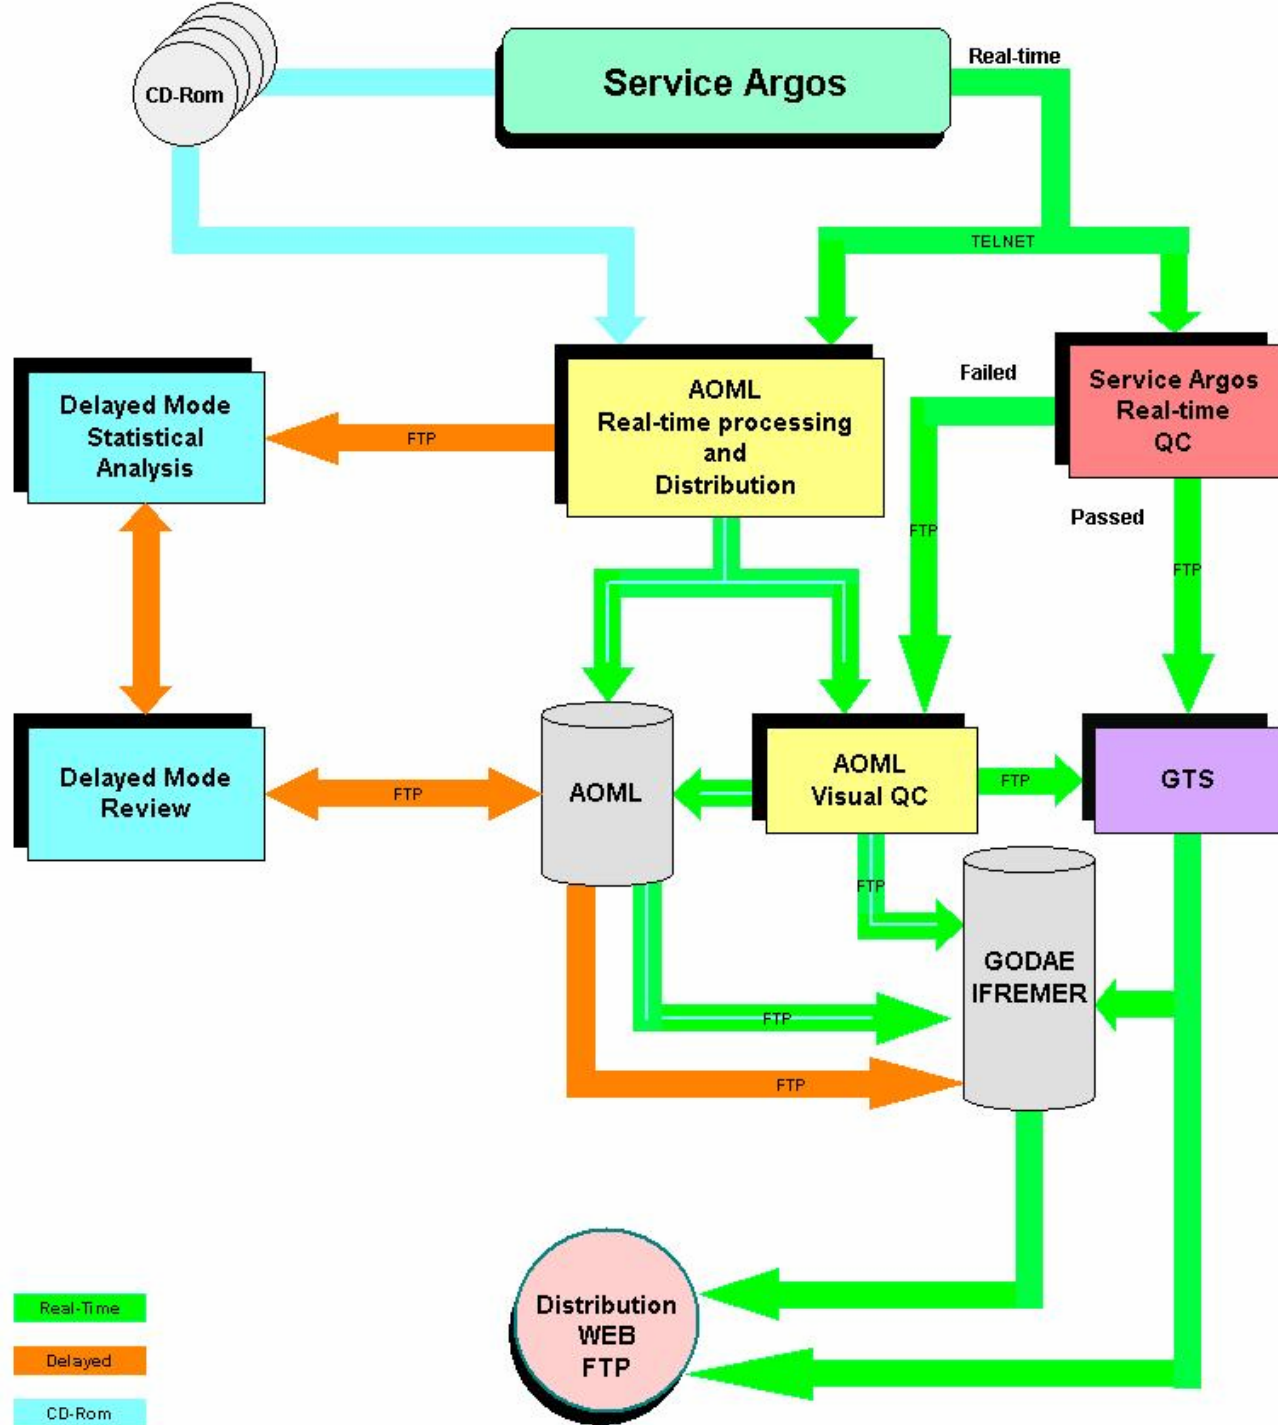 Real-time
Service Argos
CD-Rom
TELNET
Failed
Service Argos
Real-time
QC
AOML
Real-time processing
and
Distribution
Delayed Mode
Statistical
Analysis
FTP
Passed
FTP
FTP
Delayed Mode
Review
FTP
AOML
AOML
Visual QC
FTP
GTS
FTP
GODAE
IFREMER
FTP
FTP
Distribution
WEB
FTP
Real-Time
Delayed
CD-Rom